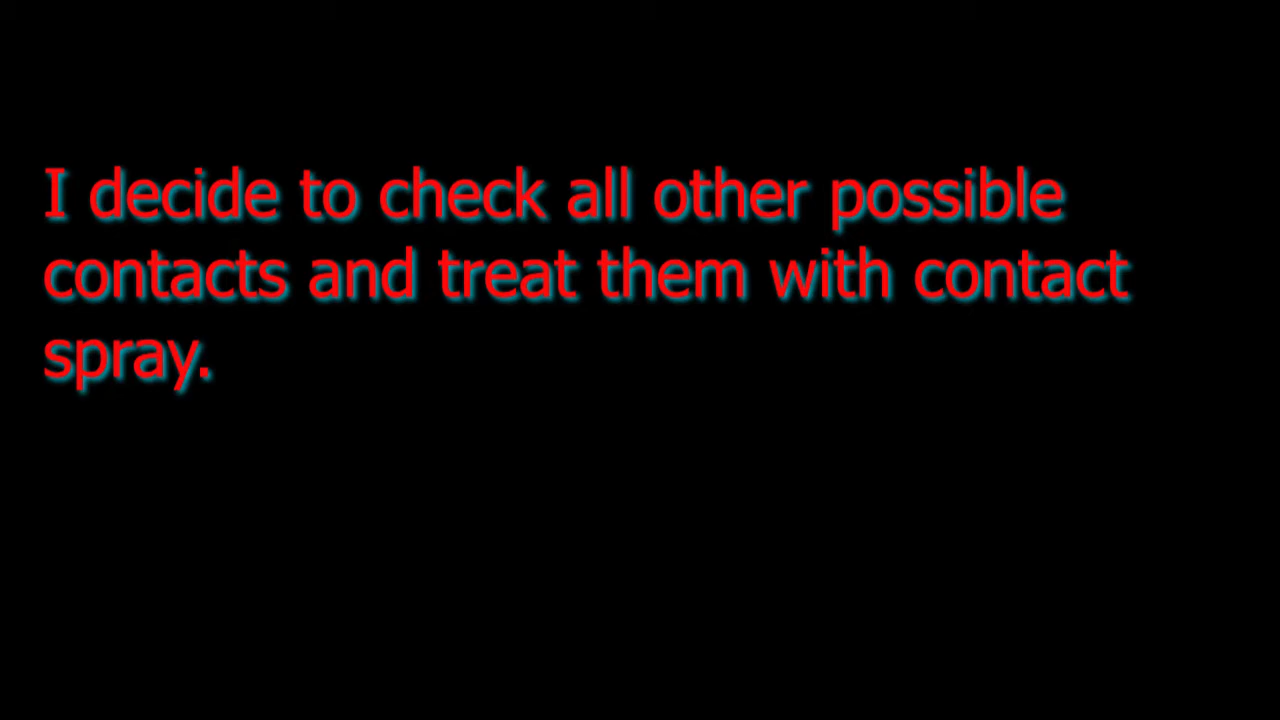 I decide to check all other possible
contacts and treat them with contact
spray.